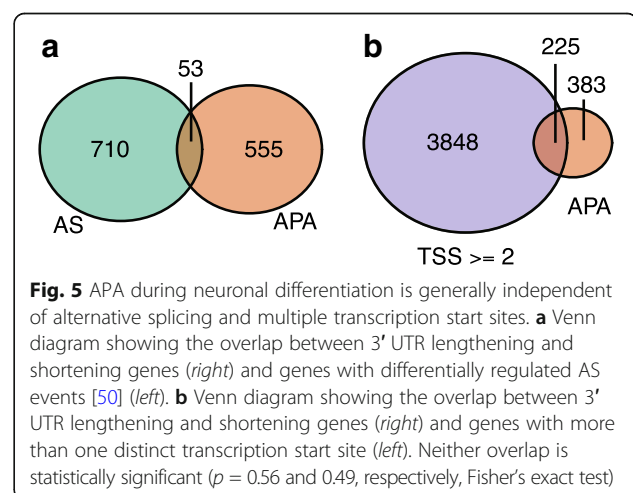 a
b
53
225
383
710
555
3848
AS
APA
APA
TSS >= 2
Fig. 5 APA during neuronal differentiation is generally independent
of alternative splicing and multiple transcription start sites. a Venn
diagram showing the overlap between 3′ UTR lengthening and
shortening genes (right) and genes with differentially regulated AS
events [50] (left). b Venn diagram showing the overlap between 3′
UTR lengthening and shortening genes (right) and genes with more
than one distinct transcription start site (left). Neither overlap is
statistically significant (p = 0.56 and 0.49, respectively, Fisher’s exact test)